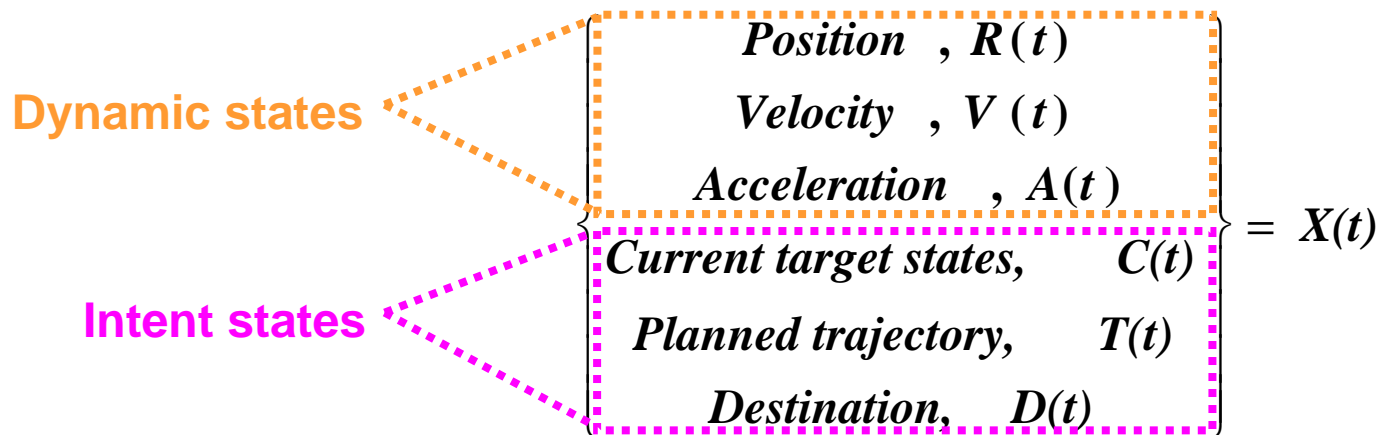 Position , R(t)
Dynamic states
Velocity , V(t)
Acceleration , A(t)
= X(t)
Current target states, C(t)
Intent states
Planned trajectory, T(t)
Destination, D(t)